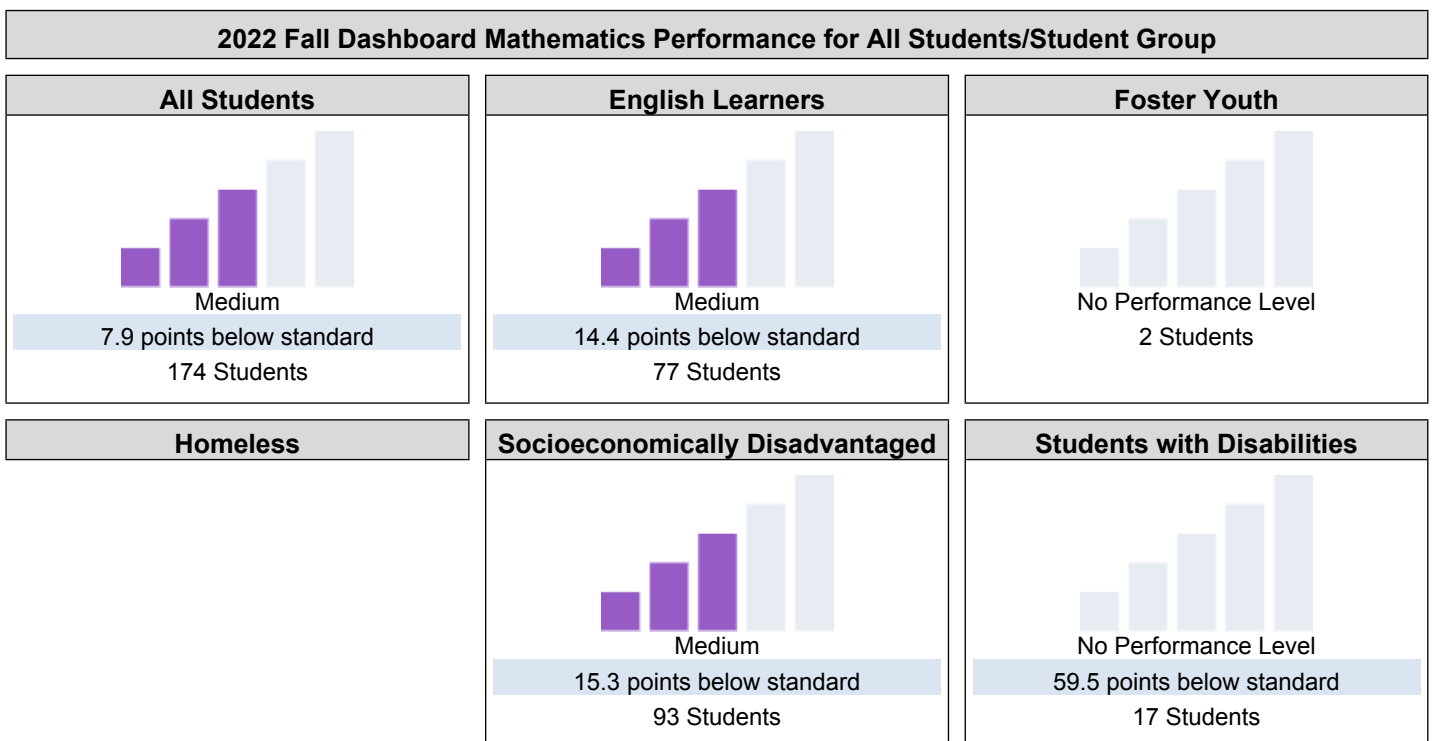 2022 Fall Dashboard Mathematics Performance for All Students/Student Group
All Students
Medium
7.9 points below standard
174 Students
English Learners
Medium
14.4 points below standard
77 Students
Foster Youth
No Performance Level
2 Students
Homeless
Socioeconomically Disadvantaged
Medium
15.3 points below standard
93 Students
Students with Disabilities
No Performance Level
59.5 points below standard
17 Students